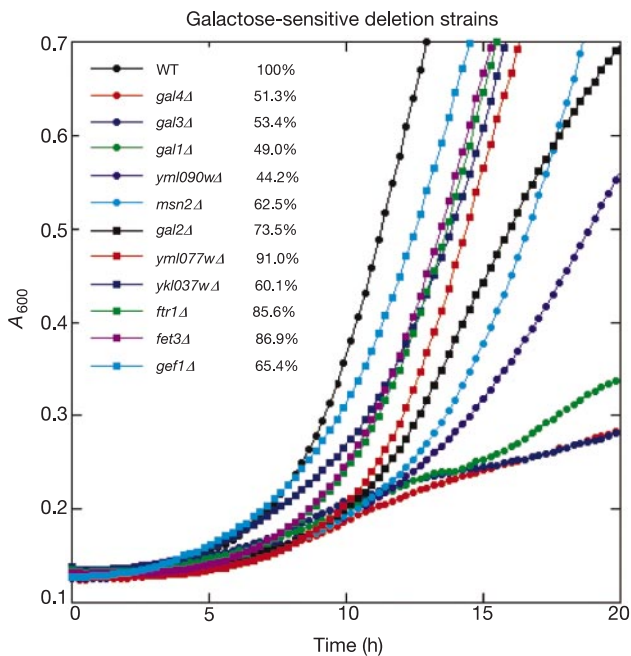 Galactose-sensitive deletion strains
0.7
0.6
0.5
0.4
0.3
0.2
0.1
A600
WT 100%
gal4Δ 51.3%
gal3Δ 53.4%
gal1Δ 49.0%
yml090wΔ 44.2%
msn2Δ 62.5%
gal2Δ 73.5%
yml077wΔ 91.0%
ykl037wΔ 60.1%
ftr1Δ 85.6%
fet3Δ 86.9%
gef1Δ 65.4%
0 5 10 15 20
Time (h)